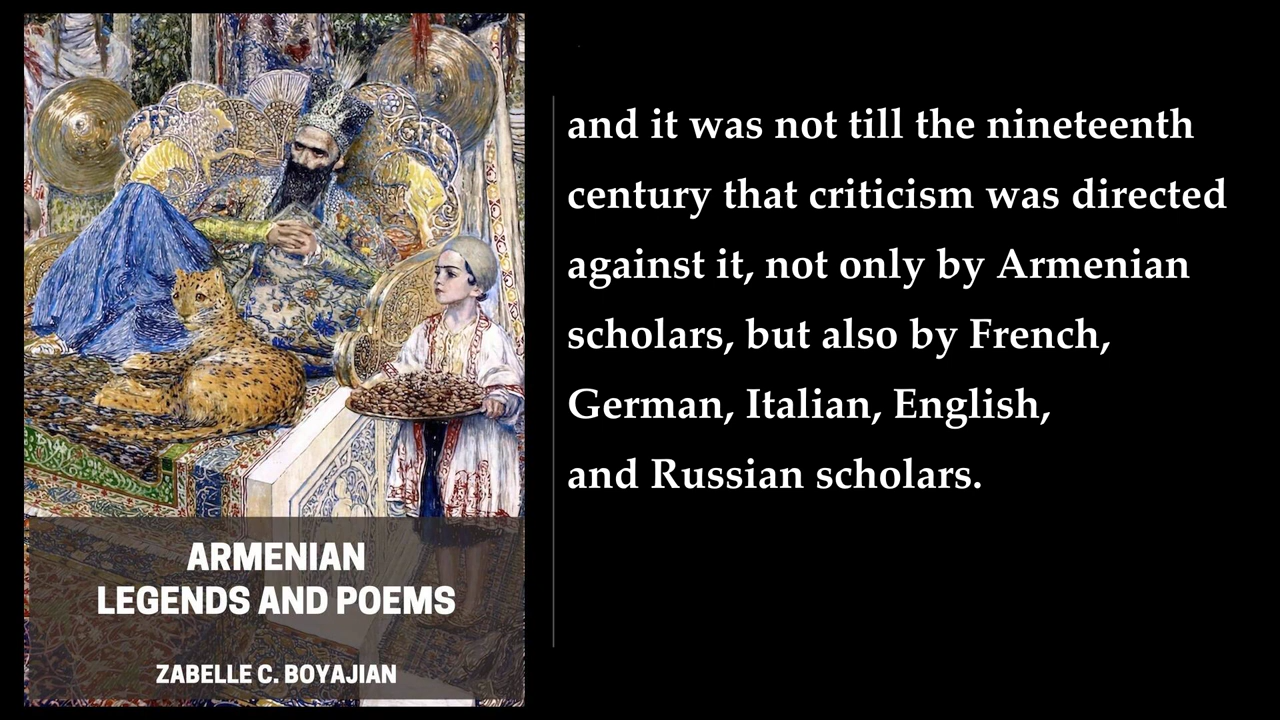 ARMENIAN
LEGENDS AND POEMS
ZABELLE C. BOYAJIAN
and it was not till the nineteenth
century that criticism was directed
against it, not only by Armenian
scholars, but also by French,
German, Italian, English,
and Russian scholars.